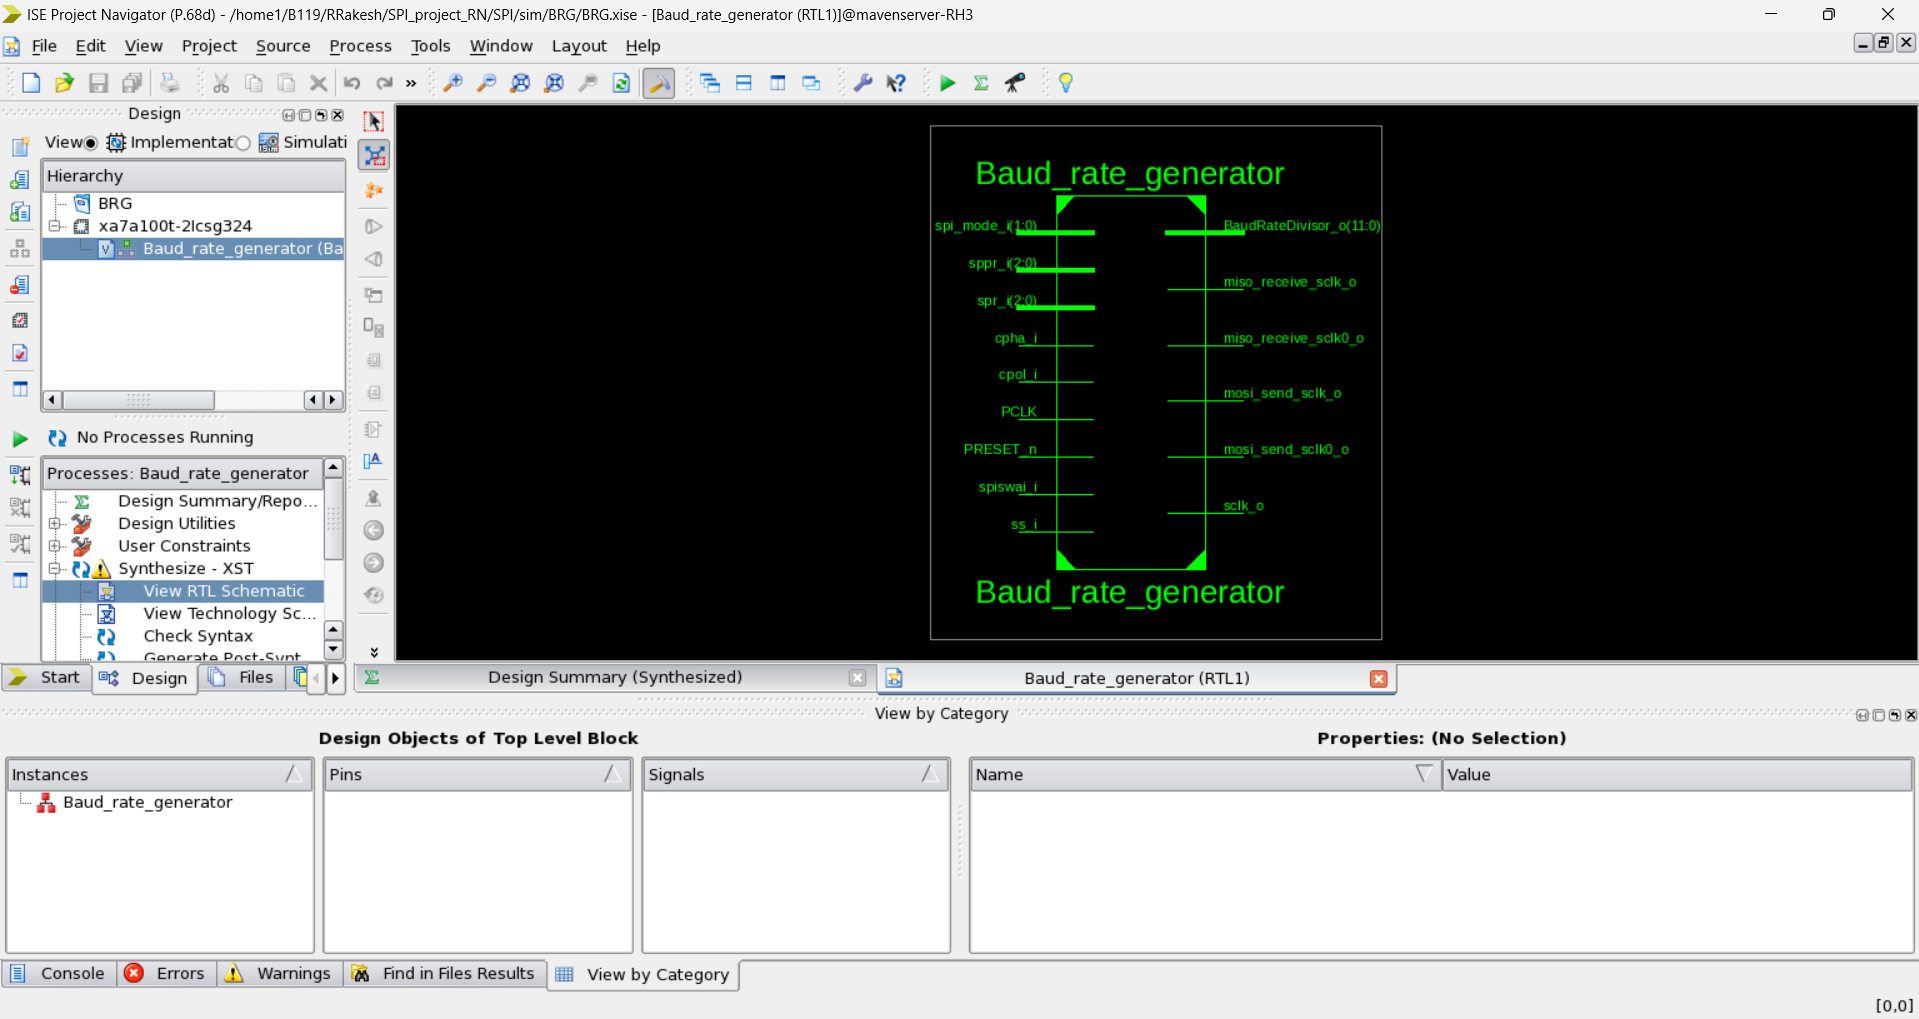 ISE Project Navigator (P.68d) - /home1/B119/RRakesh/SPI_project_RN/SPI/sim/BRG/BRG.xise - [Baud_rate_generator (RTL1)]@mavenserver-RH3
File Edit View Project Source Process Tools Window Layout Help
Design
View Implementat Simulati
Hierarchy
BRG
xa7a100t-2lcsg324
Baud_rate_generator (Ba
No Processes Running
Processes: Baud_rate_generator
Design Summary/Repo...
Design Utilities
User Constraints
Synthesize - XST
View RTL Schematic
View Technology Sc...
Check Syntax
Generate Post-Synt
Start Design Files
Baud_rate_generator
spi_mode_i(1:0)
sppr_i(2:0)
spr_i(2:0)
cpha_i
cpol_i
PCLK
PRESET_n
spiswai_i
ss_i
BaudRateDivisor_o(11:0)
miso_receive_sclk_o
miso_receive_sclk0_o
mosi_send_sclk_o
mosi_send_sclk0_o
sclk_o
Baud_rate_generator
Design Summary (Synthesized)
Baud_rate_generator (RTL1)
View by Category
Design Objects of Top Level Block
Properties: (No Selection)
Instances
Pins
Signals
Name
Value
Baud_rate_generator
Console Errors Warnings Find in Files Results View by Category
[0,0]